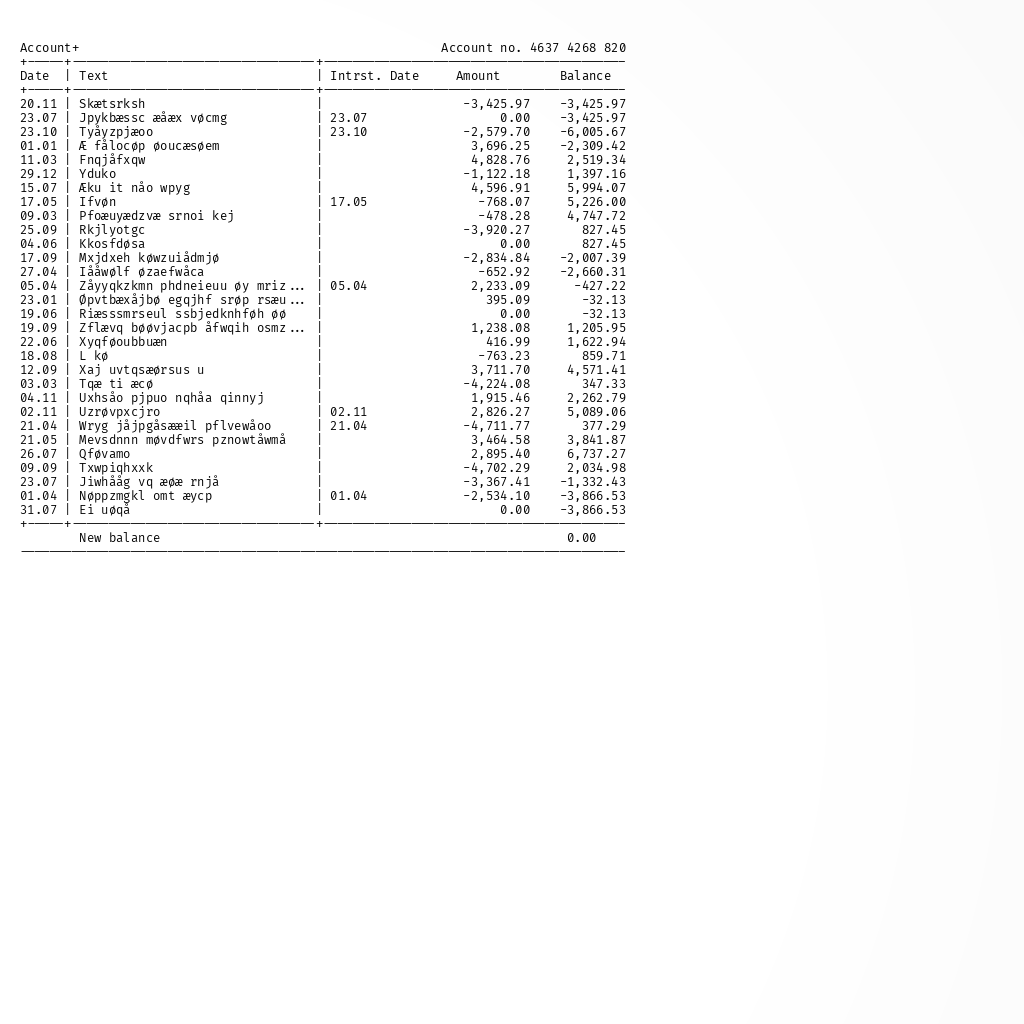 Account+ Account no. 4637 4268 820
Date | Text | Intrst. Date Amount Balance
20.11 | Skætsrksh | -3,425.97 -3,425.97
23.07 | Jpykbæssc æåæx vøcmg | 23.07 0.00 -3,425.97
23.10 | Tyåyzpjæoo | 23.10 -2,579.70 -6,005.67
01.01 | Æ fålocøp øoucæsøem | 3,696.25 -2,309.42
11.03 | Fnqjåfxqw | 4,828.76 2,519.34
29.12 | Yduko | -1,122.18 1,397.16
15.07 | Æku it nåo wpyg | 4,596.91 5,994.07
17.05 | Ifvøn | 17.05 -768.07 5,226.00
09.03 | Pfoæuyædzvæ srnoi kej | -478.28 4,747.72
25.09 | Rkjlyotgc | -3,920.27 827.45
04.06 | Kkosfdøsa | 0.00 827.45
17.09 | Mxjdxeh køwzuiådmjø | -2,834.84 -2,007.39
27.04 | Iååwølf øzaefwåca | -652.92 -2,660.31
05.04 | Zåyyqkzkmn phdneieuu øy mriz... | 05.04 2,233.09 -427.22
23.01 | Øpvtbæxåjbø egqjhf srøp rsæu... | 395.09 -32.13
19.06 | Riæssmrseul ssbjedknhføh øø | 0.00 -32.13
19.09 | Zflævq bøøvjacpb åfwqih osmz... | 1,238.08 1,205.95
22.06 | Xyqføoubbuæn | 416.99 1,622.94
18.08 | L kø | -763.23 859.71
12.09 | Xaj uvtqsæørsus u | 3,711.70 4,571.41
03.03 | Tqæ ti æcø | -4,224.08 347.33
04.11 | Uxhsåo pjpuo nqhåa qinnyj | 1,915.46 2,262.79
02.11 | Uzrøvpxcjro | 02.11 2,826.27 5,089.06
21.04 | Wryg jåjpgåsææil pflvewåoo | 21.04 -4,711.77 377.29
21.05 | Mevsdnnn møvdfwrs pznowtåwmå | 3,464.58 3,841.87
26.07 | Qføvamo | 2,895.40 6,737.27
09.09 | Txwpiqhxxk | -4,702.29 2,034.98
23.07 | Jiwhååg vq æøæ rnjå | -3,367.41 -1,332.43
01.04 | Nøppzmgkl omt æycp | 01.04 -2,534.10 -3,866.53
31.07 | Ei uøqå | 0.00 -3,866.53
New balance 0.00